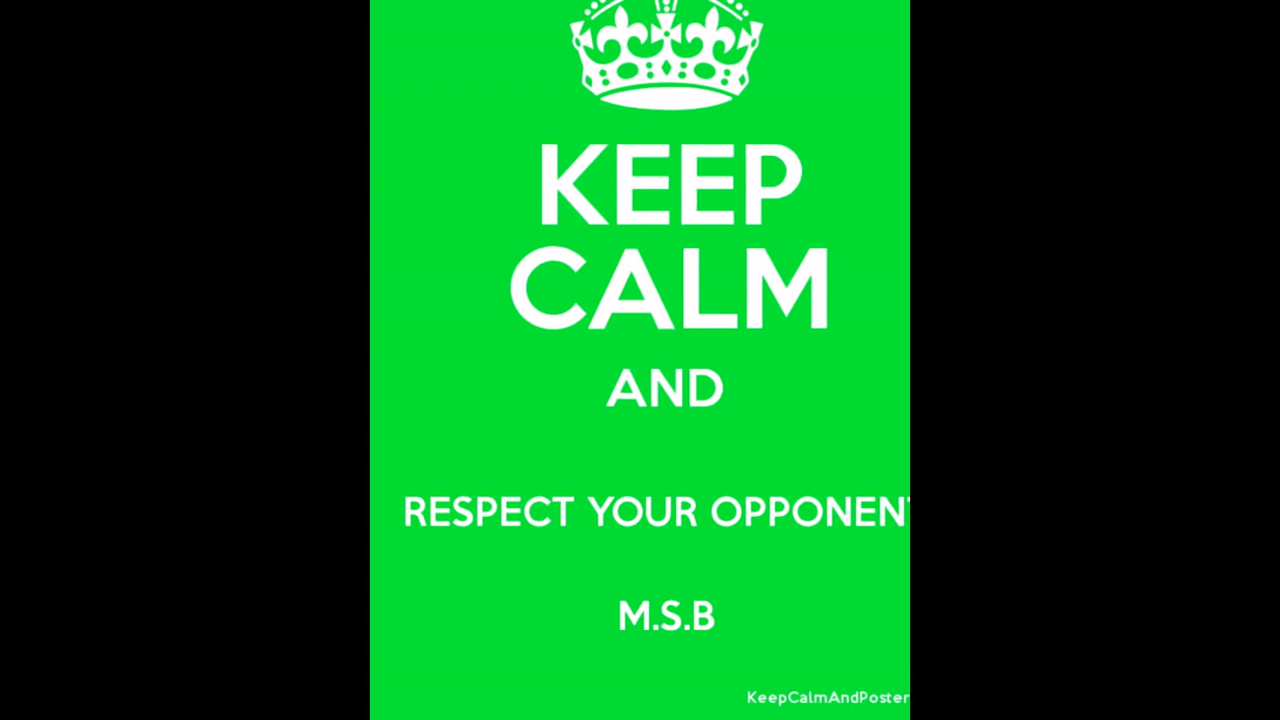 KEEP
CALM
AND
RESPECT YOUR OPPONENT
M.S.B
KeepCalmAndPoster